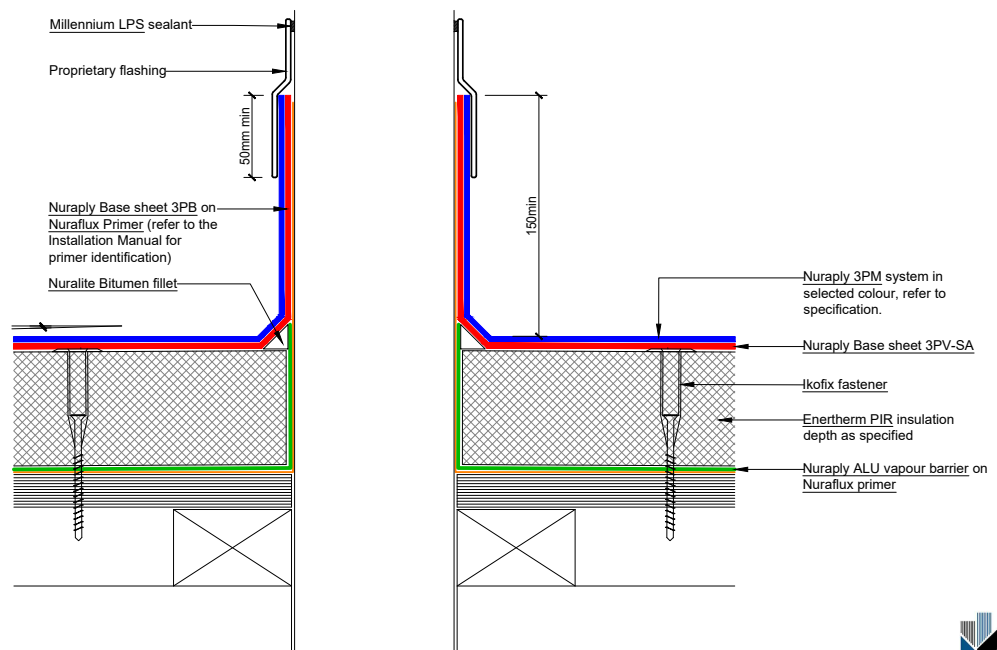 Millennium LPS sealant
Proprietary flashing
50mm min
Nuraply Base sheet 3PB on
Nuraflux Primer (refer to the
Installation Manual for
primer identification)
Nuralite Bitumen fillet
150min
Nuraply 3PM system in
selected colour, refer to
specification.
Nuraply Base sheet 3PV-SA
Ikofix fastener
Enertherm PIR insulation
depth as specified
Nuraply ALU vapour barrier on
Nuraflux primer